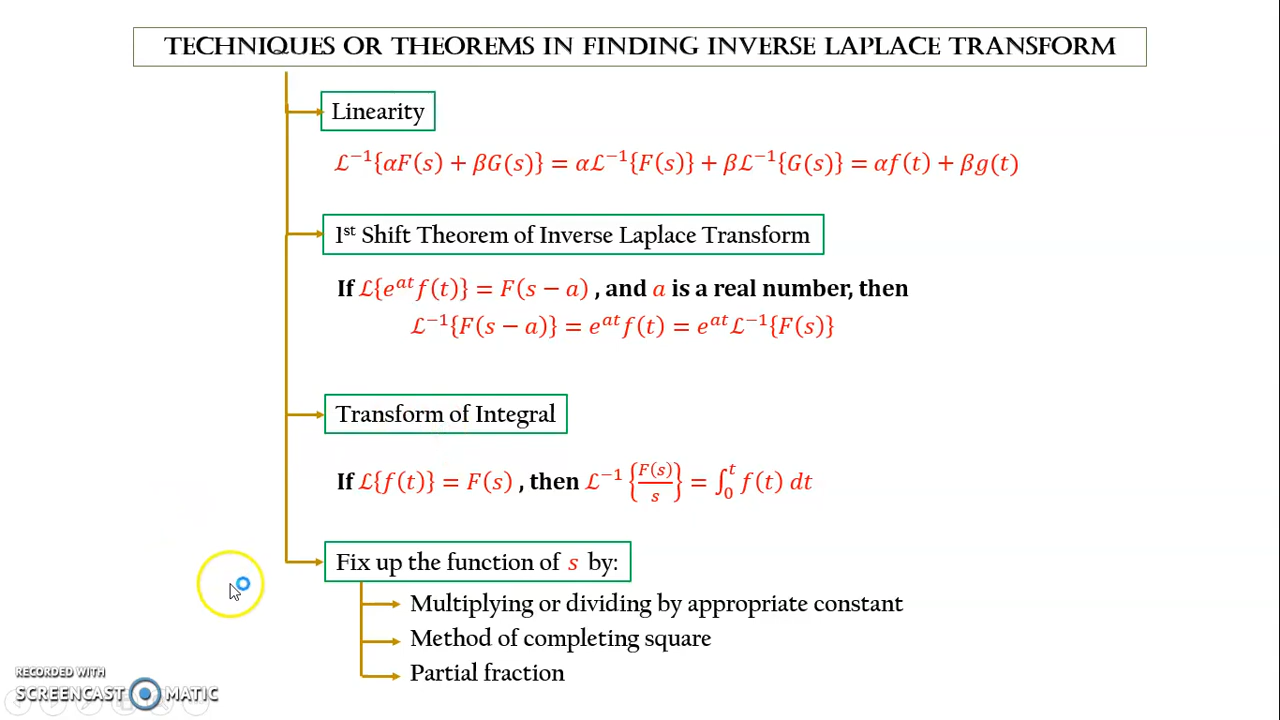 TECHNIQUES OR THEOREMS IN FINDING INVERSE LAPLACE TRANSFORM
Linearity
ℒ⁻¹{αF(s) + βG(s)} = αℒ⁻¹{F(s)} + βℒ⁻¹{G(s)} = αf(t) + βg(t)
1ˢᵗ Shift Theorem of Inverse Laplace Transform
If ℒ{eᵃᵗf(t)} = F(s − a) , and a is a real number, then
ℒ⁻¹{F(s − a)} = eᵃᵗf(t) = eᵃᵗℒ⁻¹{F(s)}
Transform of Integral
If ℒ{f(t)} = F(s) , then ℒ⁻¹{F(s)/s} = ∫₀ᵗ f(t) dt
Fix up the function of s by:
Multiplying or dividing by appropriate constant
Method of completing square
Partial fraction
RECORDED WITH
SCREENCAST MATIC